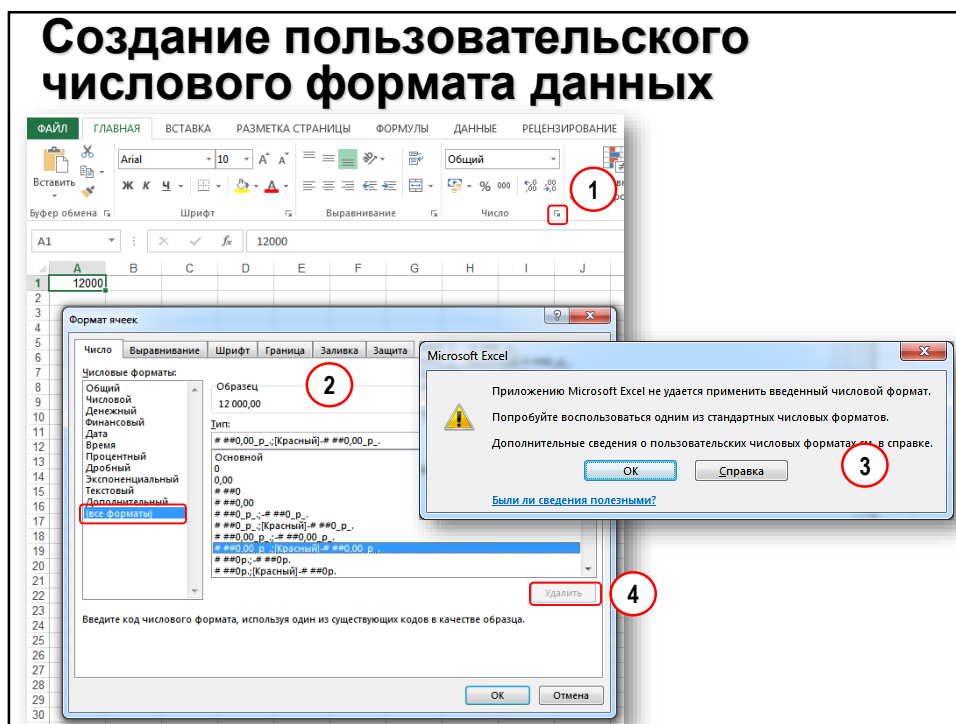 Создание пользовательского
числового формата данных
ФАЙЛ ГЛАВНАЯ ВСТАВКА РАЗМЕТКА СТРАНИЦЫ ФОРМУЛЫ ДАННЫЕ РЕЦЕНЗИРОВАНИЕ
Arial 10 Общий
Вставить Ж К Ч % 000 1
Буфер обмена Шрифт Выравнивание Число
A1 fx 12000
A B C D E F G H I J
1 12000
2
3
4
5
6
7
8
9
10
11
12
13
14
15
16
17
18
19
20
21
22
23
24
25
26
27
28
29
30
Формат ячеек
Число Выравнивание Шрифт Граница Заливка Защита
Числовые форматы:
Общий
Числовой
Денежный
Финансовый
Дата
Время
Процентный
Дробный
Экспоненциальный
Текстовый
Дополнительный
(все форматы)
Образец
12 000,00
2
Тип:
# ##0,00_р_.;[Красный]-# ##0,00_р_.
Основной
0
0,00
# ##0
# ##0,00
# ##0_р_.;-# ##0_р_.
# ##0_р_.;[Красный]-# ##0_р_.
# ##0,00_р_.;-# ##0,00_р_.
# ##0,00_р_.;[Красный]-# ##0,00_р_.
# ##0р.;-# ##0р.
# ##0р.;[Красный]-# ##0р.
Удалить
4
Введите код числового формата, используя один из существующих кодов в качестве образца.
ОК Отмена
Microsoft Excel
Приложению Microsoft Excel не удается применить введенный числовой формат.
Попробуйте воспользоваться одним из стандартных числовых форматов.
Дополнительные сведения о пользовательских числовых форматах см. в справке.
ОК Справка
3
Были ли сведения полезными?